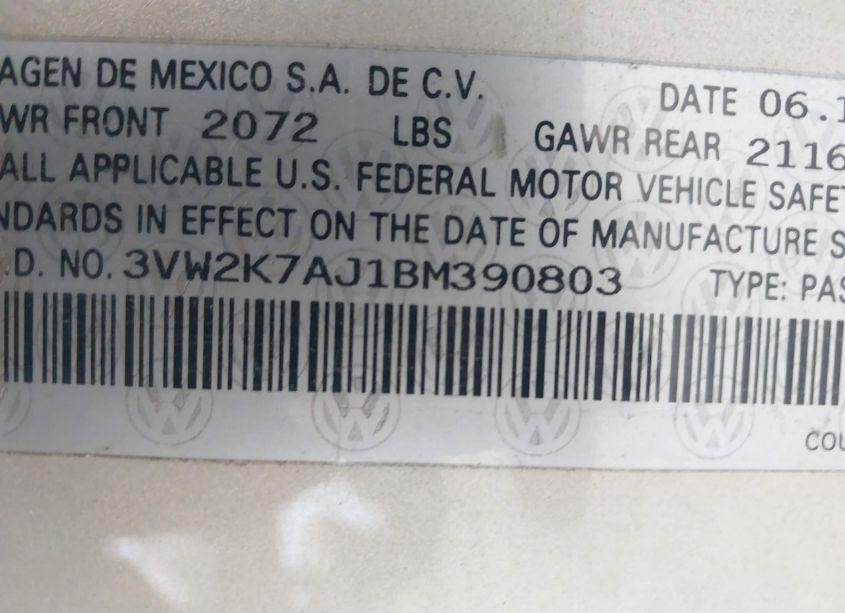 AGEN DE MEXICO S.A. DE C.V. DATE 06.1
WR FRONT 2072 LBS GAWR REAR 2116
ALL APPLICABLE U.S. FEDERAL MOTOR VEHICLE SAFET
NDARDS IN EFFECT ON THE DATE OF MANUFACTURE S
.D. NO. 3VW2K7AJ1BM390803 TYPE: PAS
COU